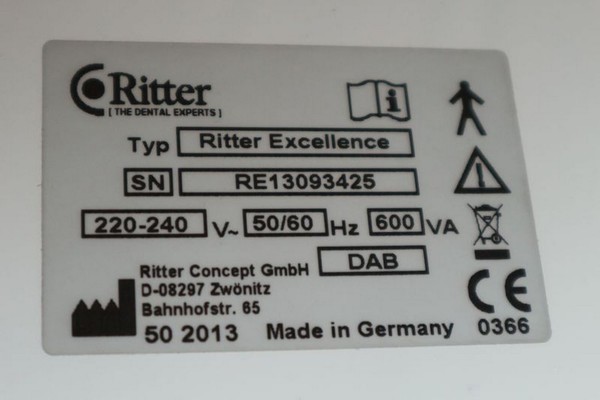 Ritter
[ THE DENTAL EXPERTS ]
Typ Ritter Excellence
SN RE13093425
220-240 V~ 50/60 Hz 600 VA
DAB
Ritter Concept GmbH
D-08297 Zwönitz
Bahnhofstr. 65
50 2013 Made in Germany
CE 0366